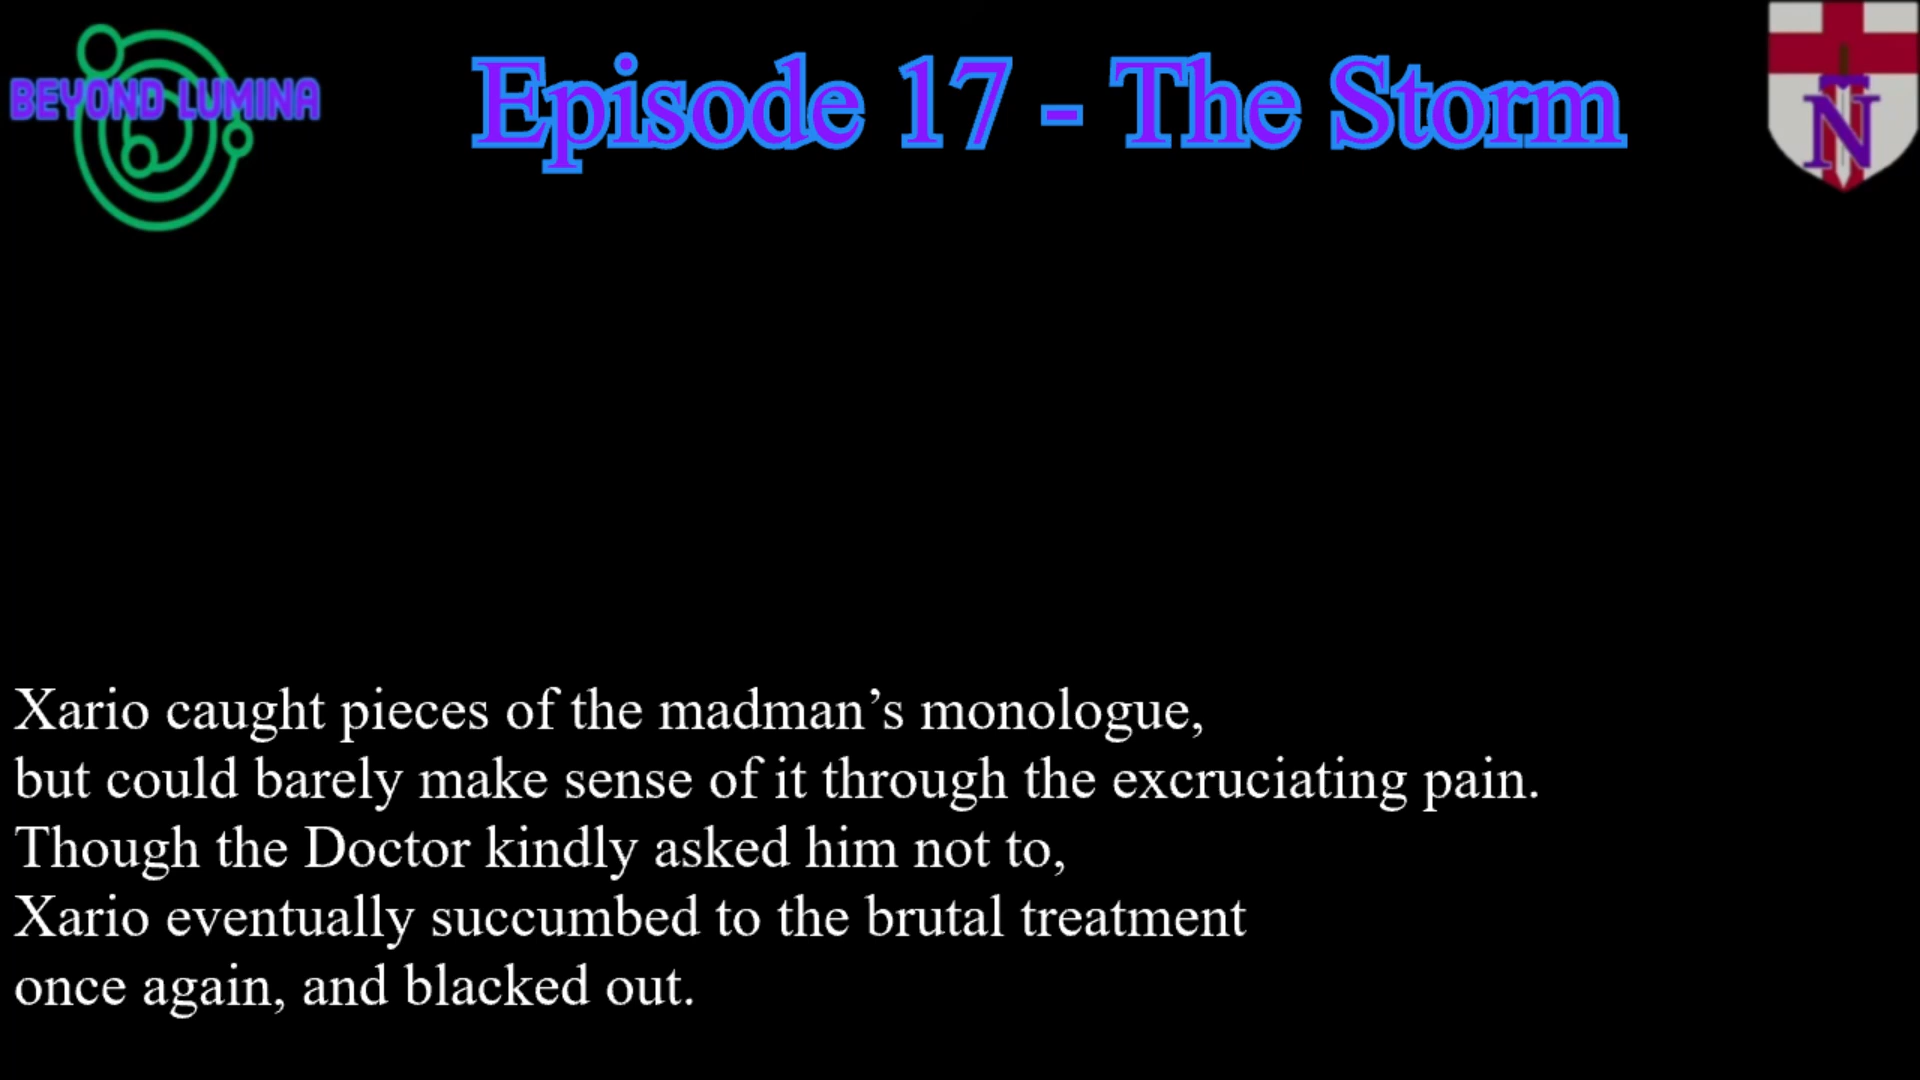 BEYOND LUMINA
Episode 17 - The Storm
N
Xario caught pieces of the madman’s monologue,
but could barely make sense of it through the excruciating pain.
Though the Doctor kindly asked him not to,
Xario eventually succumbed to the brutal treatment
once again, and blacked out.